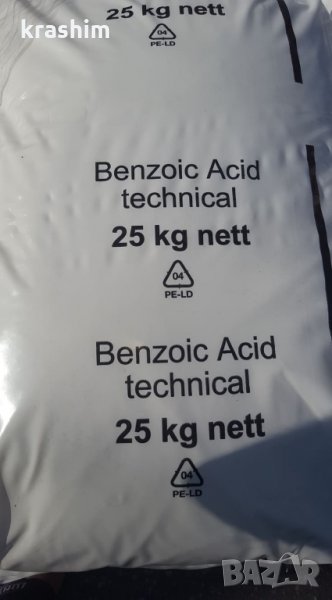 krashim
25 kg nett
04
PE-LD
Benzoic Acid
technical
25 kg nett
04
PE-LD
Benzoic Acid
technical
25 kg nett
04
PE-LD
BAZAR